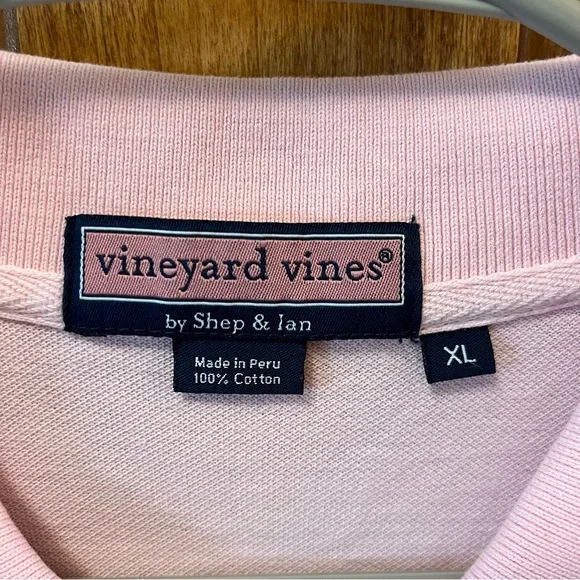 vineyard vines®
by Shep & Ian
Made in Peru
100% Cotton
XL